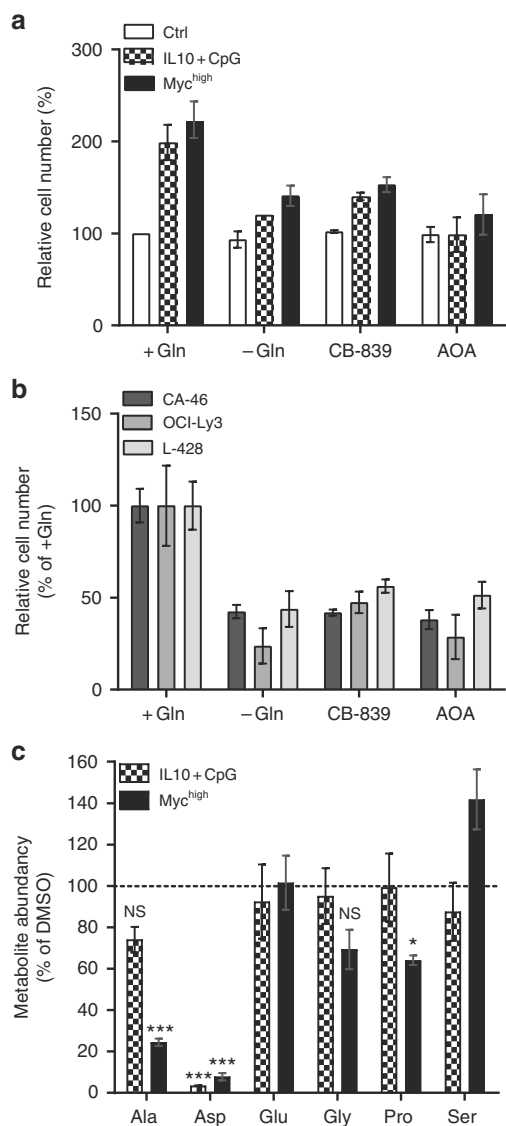 a
Ctrl
IL10+CpG
Myc^high
Relative cell number (%)
300
200
100
0
+Gln –Gln CB-839 AOA
b
CA-46
OCI-Ly3
L-428
Relative cell number
(% of +Gln)
150
100
50
0
+Gln –Gln CB-839 AOA
c
IL10+CpG
Myc^high
Metabolite abundancy
(% of DMSO)
160
140
120
100
80
60
40
20
0
NS
***
***
***
NS
*
Ala Asp Glu Gly Pro Ser